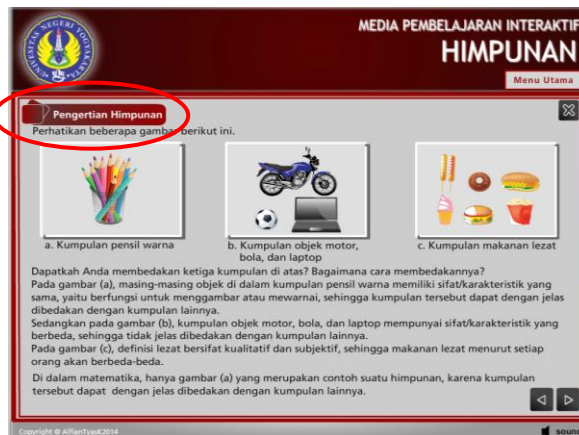 UNIVERSITAS NEGERI YOGYAKARTA
MEDIA PEMBELAJARAN INTERAKTIF
HIMPUNAN
Menu Utama
Pengertian Himpunan
Perhatikan beberapa gambar berikut ini.
a. Kumpulan pensil warna
b. Kumpulan objek motor,
bola, dan laptop
c. Kumpulan makanan lezat
Dapatkah Anda membedakan ketiga kumpulan di atas? Bagaimana cara membedakannya?
Pada gambar (a), masing-masing objek di dalam kumpulan pensil warna memiliki sifat/karakteristik yang
sama, yaitu berfungsi untuk menggambar atau mewarnai, sehingga kumpulan tersebut dapat dengan jelas
dibedakan dengan kumpulan lainnya.
Sedangkan pada gambar (b), kumpulan objek motor, bola, dan laptop mempunyai sifat/karakteristik yang
berbeda, sehingga tidak jelas dibedakan dengan kumpulan lainnya.
Pada gambar (c), definisi lezat bersifat kualitatif dan subjektif, sehingga makanan lezat menurut setiap
orang akan berbeda-beda.
Di dalam matematika, hanya gambar (a) yang merupakan contoh suatu himpunan, karena kumpulan
tersebut dapat dengan jelas dibedakan dengan kumpulan lainnya.
Copyright © AlfianTyasK2014
sound